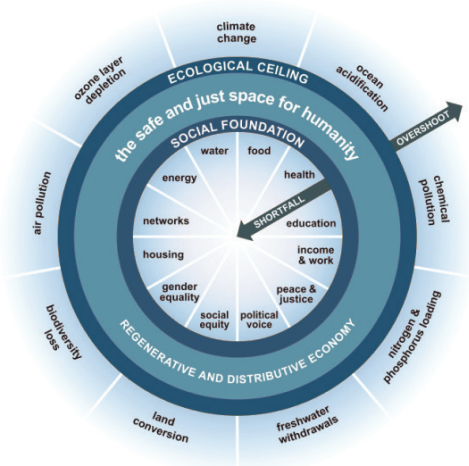 climate
change
ozone layer
depletion
ocean
acidification
ECOLOGICAL CEILING
the safe and just space for humanity
OVERSHOOT
SOCIAL FOUNDATION
water
food
energy
health
air pollution
chemical
pollution
SHORTFALL
networks
education
housing
income
& work
gender
equality
peace &
justice
social
equity
political
voice
biodiversity
loss
nitrogen &
phosphorus loading
REGENERATIVE AND DISTRIBUTIVE ECONOMY
land
conversion
freshwater
withdrawals